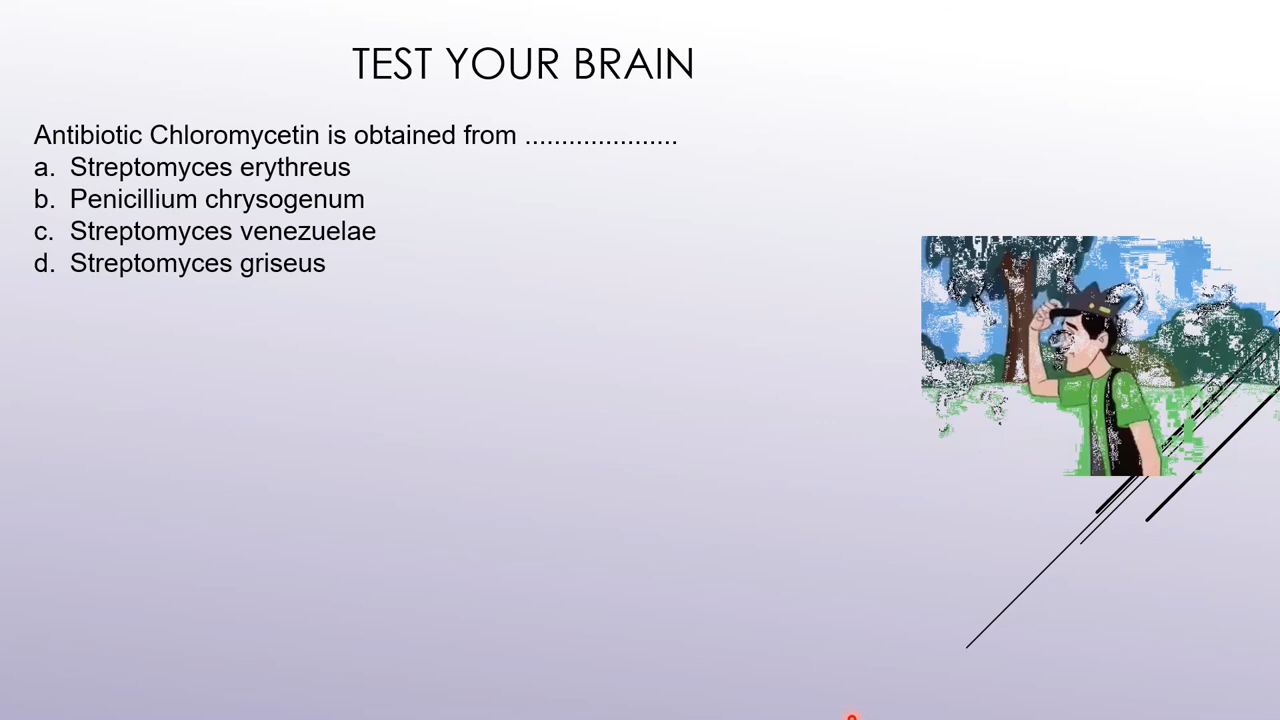 TEST YOUR BRAIN
Antibiotic Chloromycetin is obtained from .....................
a. Streptomyces erythreus
b. Penicillium chrysogenum
c. Streptomyces venezuelae
d. Streptomyces griseus